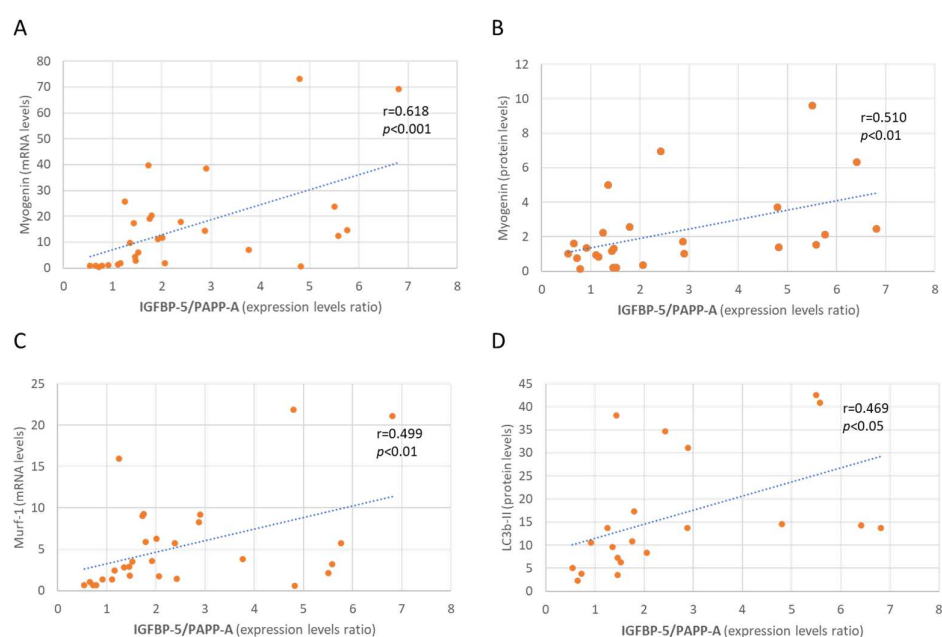 A
80
70
60
50
40
30
20
10
0
Myogenin (mRNA levels)
r=0.618
p<0.001
0 1 2 3 4 5 6 7 8
IGFBP-5/PAPP-A (expression levels ratio)
B
12
10
8
6
4
2
0
Myogenin (protein levels)
r=0.510
p<0.01
0 1 2 3 4 5 6 7 8
IGFBP-5/PAPP-A (expression levels ratio)
C
25
20
15
10
5
0
Murf-1 (mRNA levels)
r=0.499
p<0.01
0 1 2 3 4 5 6 7 8
IGFBP-5/PAPP-A (expression levels ratio)
D
45
40
35
30
25
20
15
10
5
0
LC3b-II (protein levels)
r=0.469
p<0.05
0 1 2 3 4 5 6 7 8
IGFBP-5/PAPP-A (expression levels ratio)